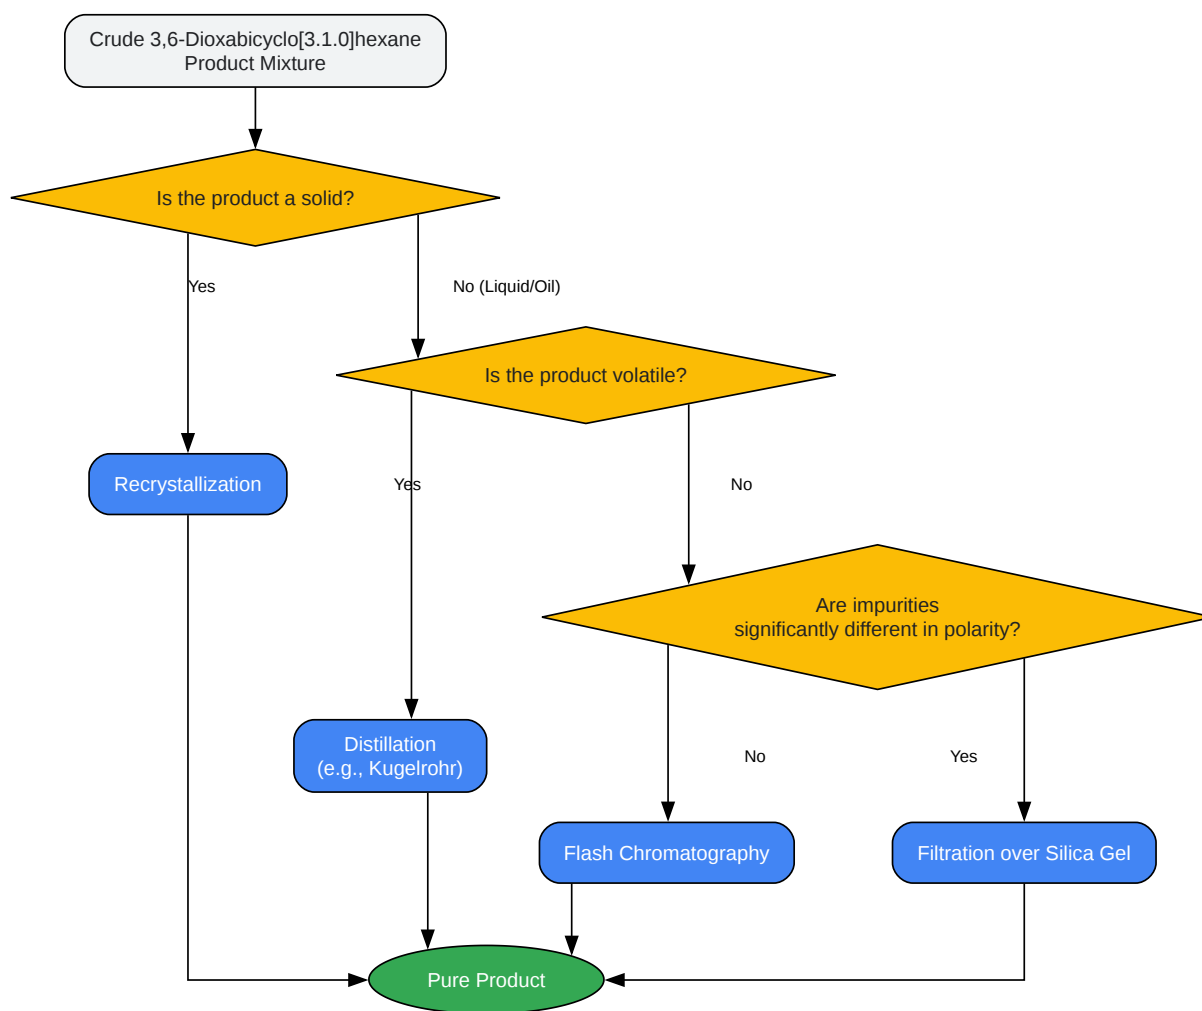 Crude 3,6-Dioxabicyclo[3.1.0]hexane
Product Mixture
Is the product a solid?
Yes
No (Liquid/Oil)
Is the product volatile?
Recrystallization
Yes
No
Are impurities
significantly different in polarity?
Distillation
(e.g., Kugelrohr)
No
Yes
Flash Chromatography
Filtration over Silica Gel
Pure Product